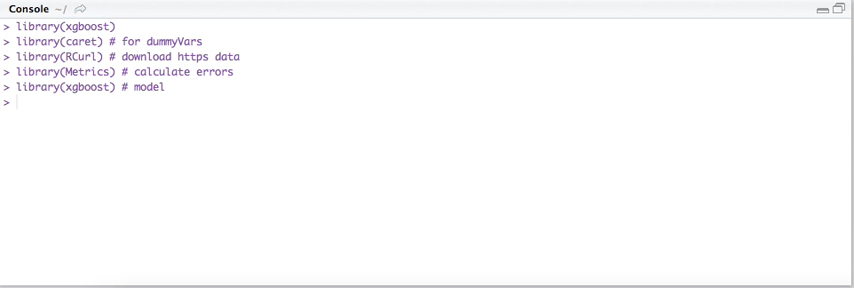 Console ~/
> library(xgboost)
> library(caret) # for dummyVars
> library(RCurl) # download https data
> library(Metrics) # calculate errors
> library(xgboost) # model
>